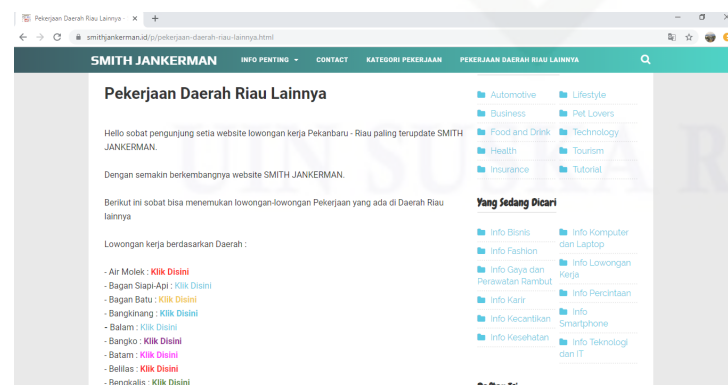 Pekerjaan Daerah Riau Lainnya -
smithjankerman.id/p/pekerjaan-daerah-riau-lainnya.html
SMITH JANKERMAN
INFO PENTING
CONTACT
KATEGORI PEKERJAAN
PEKERJAAN DAERAH RIAU LAINNYA
Pekerjaan Daerah Riau Lainnya
Hello sobat pengunjung setia website lowongan kerja Pekanbaru - Riau paling terupdate SMITH
JANKERMAN.
Dengan semakin berkembangnya website SMITH JANKERMAN.
Berikut ini sobat bisa menemukan lowongan-lowongan Pekerjaan yang ada di Daerah Riau
lainnya
Lowongan kerja berdasarkan Daerah :
- Air Molek : Klik Disini
- Bagan Siapi-Api : Klik Disini
- Bagan Batu : Klik Disini
- Bangkinang : Klik Disini
- Balam : Klik Disini
- Bangko : Klik Disini
- Batam : Klik Disini
- Belilas : Klik Disini
- Bengkalis : Klik Disini
Automotive
Lifestyle
Business
Pet Lovers
Food and Drink
Technology
Health
Tourism
Insurance
Tutorial
Yang Sedang Dicari
Info Bisnis
Info Fashion
Info Gaya dan
Perawatan Rambut
Info Karir
Info Kecantikan
Info Kesehatan
Info Komputer
dan Laptop
Info Lowongan
Kerja
Info Percintaan
Info
Smartphone
Info Teknologi
dan IT
UIN SUSKA R